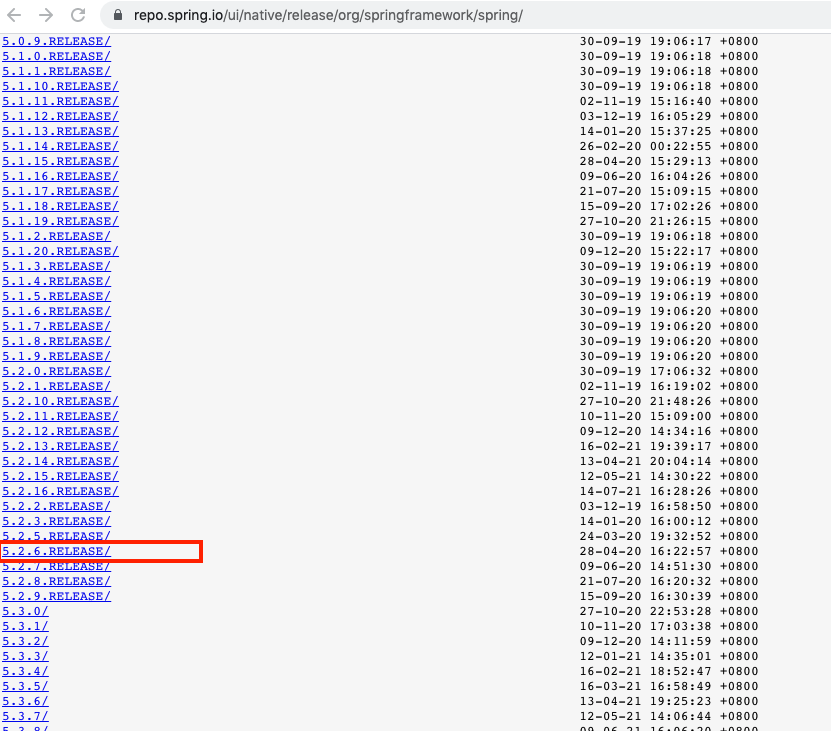 repo.spring.io/ui/native/release/org/springframework/spring/
5.0.9.RELEASE/ 30-09-19 19:06:17 +0800
5.1.0.RELEASE/ 30-09-19 19:06:18 +0800
5.1.1.RELEASE/ 30-09-19 19:06:18 +0800
5.1.10.RELEASE/ 30-09-19 19:06:18 +0800
5.1.11.RELEASE/ 02-11-19 15:16:40 +0800
5.1.12.RELEASE/ 03-12-19 16:05:29 +0800
5.1.13.RELEASE/ 14-01-20 15:37:25 +0800
5.1.14.RELEASE/ 26-02-20 00:22:55 +0800
5.1.15.RELEASE/ 28-04-20 15:29:13 +0800
5.1.16.RELEASE/ 09-06-20 16:04:26 +0800
5.1.17.RELEASE/ 21-07-20 15:09:15 +0800
5.1.18.RELEASE/ 15-09-20 17:02:26 +0800
5.1.19.RELEASE/ 27-10-20 21:26:15 +0800
5.1.2.RELEASE/ 30-09-19 19:06:18 +0800
5.1.20.RELEASE/ 09-12-20 15:22:17 +0800
5.1.3.RELEASE/ 30-09-19 19:06:19 +0800
5.1.4.RELEASE/ 30-09-19 19:06:19 +0800
5.1.5.RELEASE/ 30-09-19 19:06:19 +0800
5.1.6.RELEASE/ 30-09-19 19:06:20 +0800
5.1.7.RELEASE/ 30-09-19 19:06:20 +0800
5.1.8.RELEASE/ 30-09-19 19:06:20 +0800
5.1.9.RELEASE/ 30-09-19 19:06:20 +0800
5.2.0.RELEASE/ 30-09-19 17:06:32 +0800
5.2.1.RELEASE/ 02-11-19 16:19:02 +0800
5.2.10.RELEASE/ 27-10-20 21:48:26 +0800
5.2.11.RELEASE/ 10-11-20 15:09:00 +0800
5.2.12.RELEASE/ 09-12-20 14:34:16 +0800
5.2.13.RELEASE/ 16-02-21 19:39:17 +0800
5.2.14.RELEASE/ 13-04-21 20:04:14 +0800
5.2.15.RELEASE/ 12-05-21 14:30:22 +0800
5.2.16.RELEASE/ 14-07-21 16:28:26 +0800
5.2.2.RELEASE/ 03-12-19 16:58:50 +0800
5.2.3.RELEASE/ 14-01-20 16:00:12 +0800
5.2.5.RELEASE/ 24-03-20 19:32:52 +0800
5.2.6.RELEASE/ 28-04-20 16:22:57 +0800
5.2.7.RELEASE/ 09-06-20 14:51:30 +0800
5.2.8.RELEASE/ 21-07-20 16:20:32 +0800
5.2.9.RELEASE/ 15-09-20 16:30:39 +0800
5.3.0/ 27-10-20 22:53:28 +0800
5.3.1/ 10-11-20 17:03:38 +0800
5.3.2/ 09-12-20 14:11:59 +0800
5.3.3/ 12-01-21 14:35:01 +0800
5.3.4/ 16-02-21 18:52:47 +0800
5.3.5/ 16-03-21 16:58:49 +0800
5.3.6/ 13-04-21 19:25:23 +0800
5.3.7/ 12-05-21 14:06:44 +0800